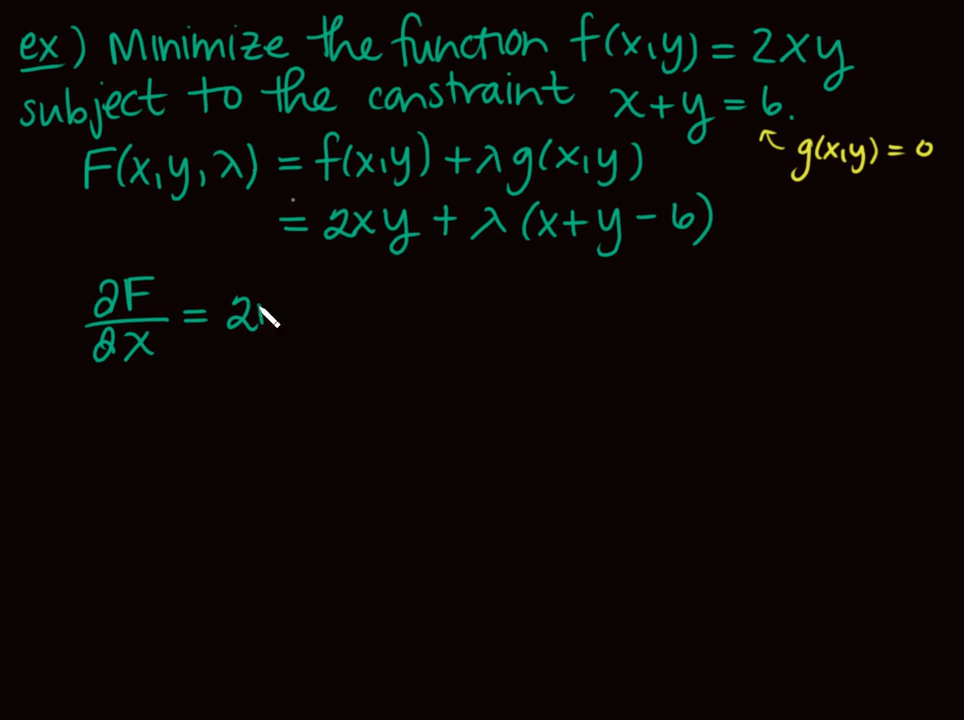 ex) Minimize the function f(x,y) = 2xy
subject to the constraint x+y = 6.
g(x,y) = 0
F(x,y,λ) = f(x,y) + λg(x,y)
= 2xy + λ(x+y-6)
∂F/∂x = 2